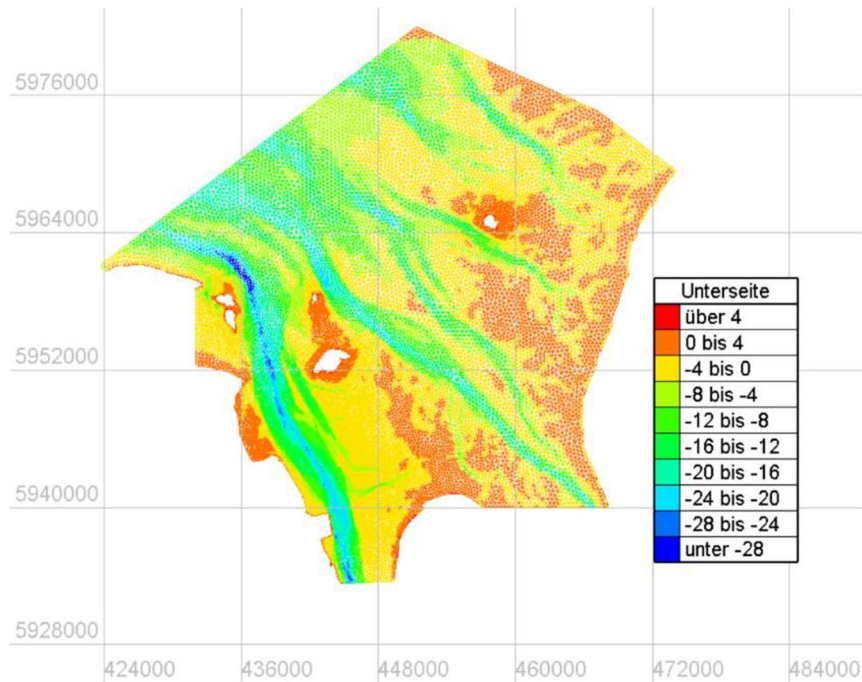 5976000
5964000
Unterseite
über 4
0 bis 4
-4 bis 0
-8 bis -4
-12 bis -8
-16 bis -12
-20 bis -16
-24 bis -20
-28 bis -24
unter -28
5952000
5940000
5928000
424000 436000 448000 460000 472000 484000